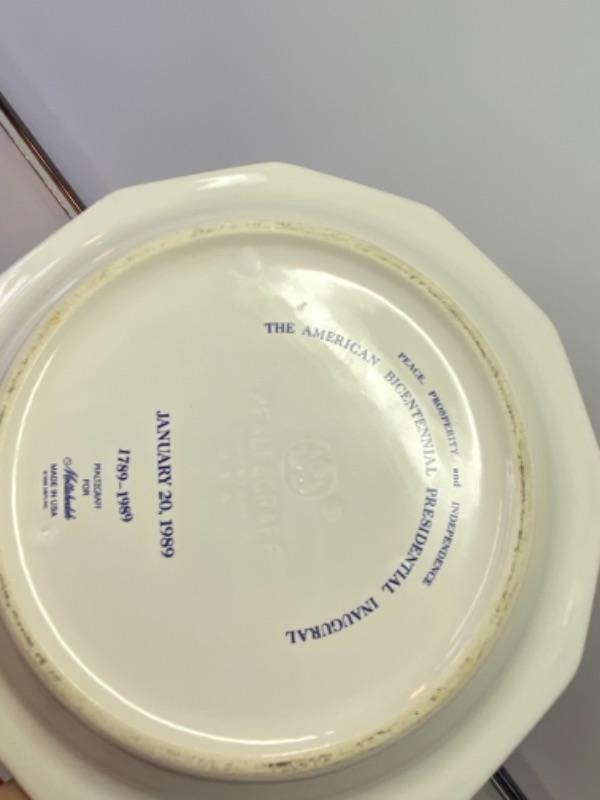 PEACE, PROSPERITY and INDEPENDENCE
THE AMERICAN BICENTENNIAL PRESIDENTIAL INAUGURAL
PFALTZGRAFF
JANUARY 20, 1989
1789-1989
FOR
MADE IN USA